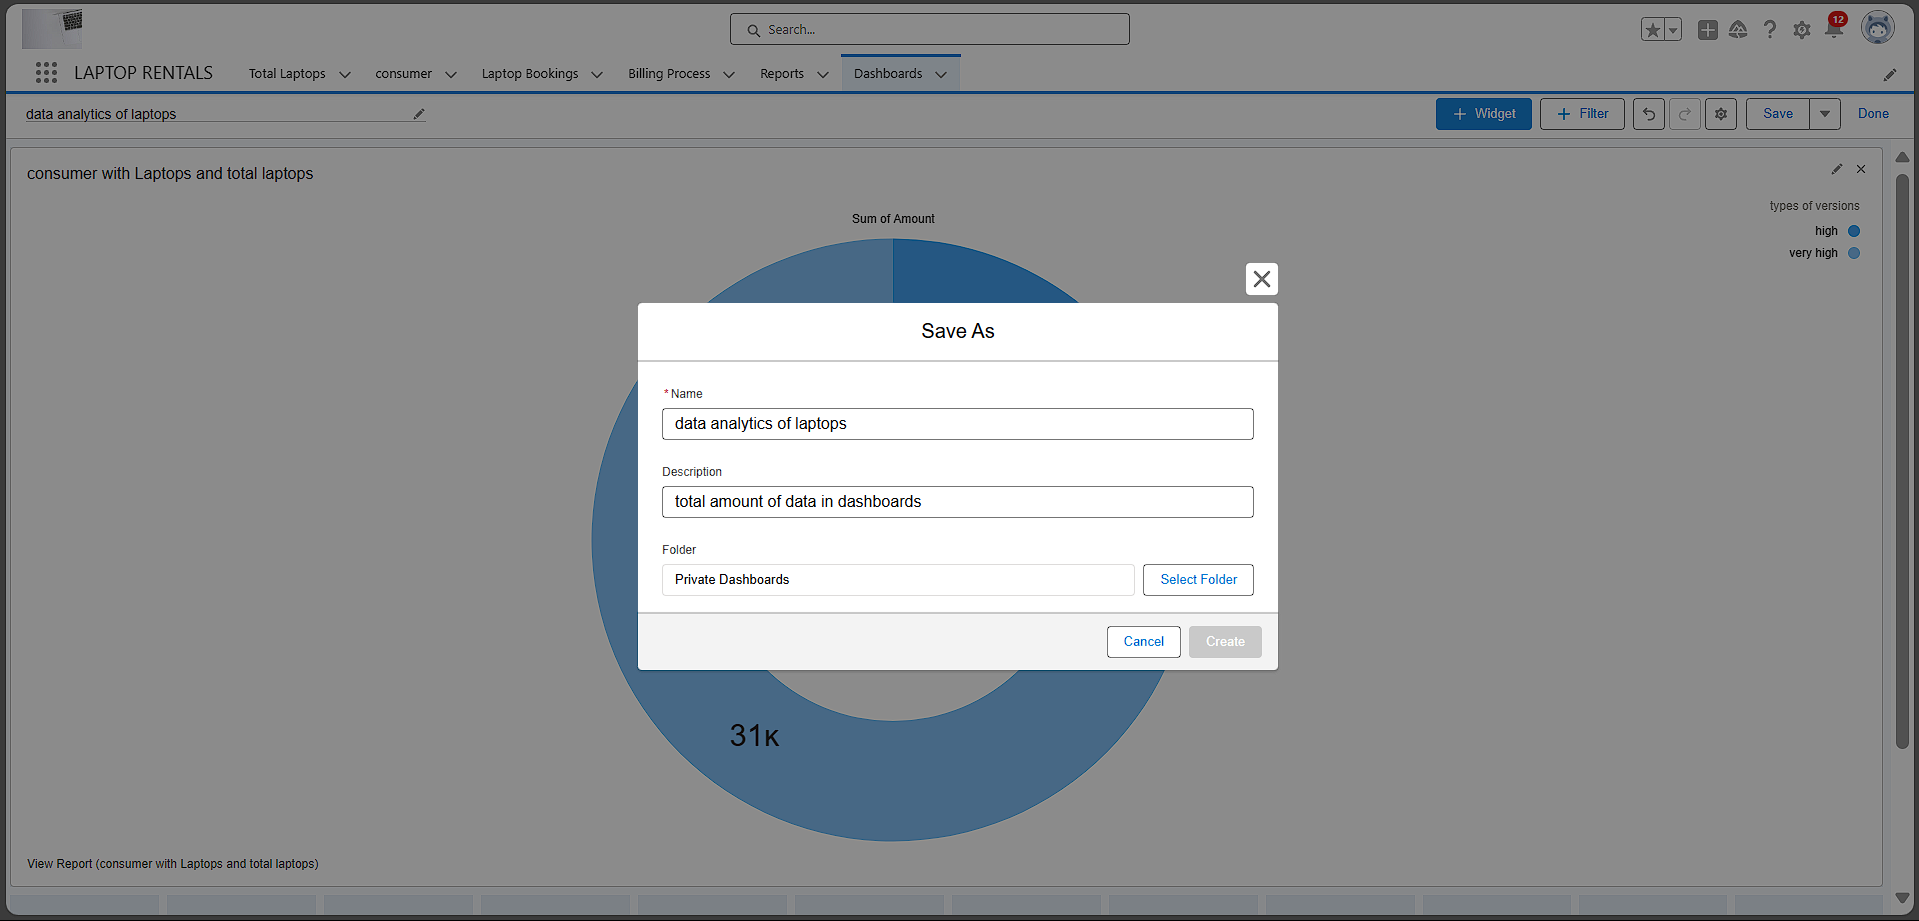 Search...
12
LAPTOP RENTALS
Total Laptops
consumer
Laptop Bookings
Billing Process
Reports
Dashboards
data analytics of laptops
+ Widget
+ Filter
Save
Done
consumer with Laptops and total laptops
types of versions
high
very high
Sum of Amount
Save As
* Name
data analytics of laptops
Description
total amount of data in dashboards
Folder
Private Dashboards
Select Folder
Cancel
Create
31K
View Report (consumer with Laptops and total laptops)